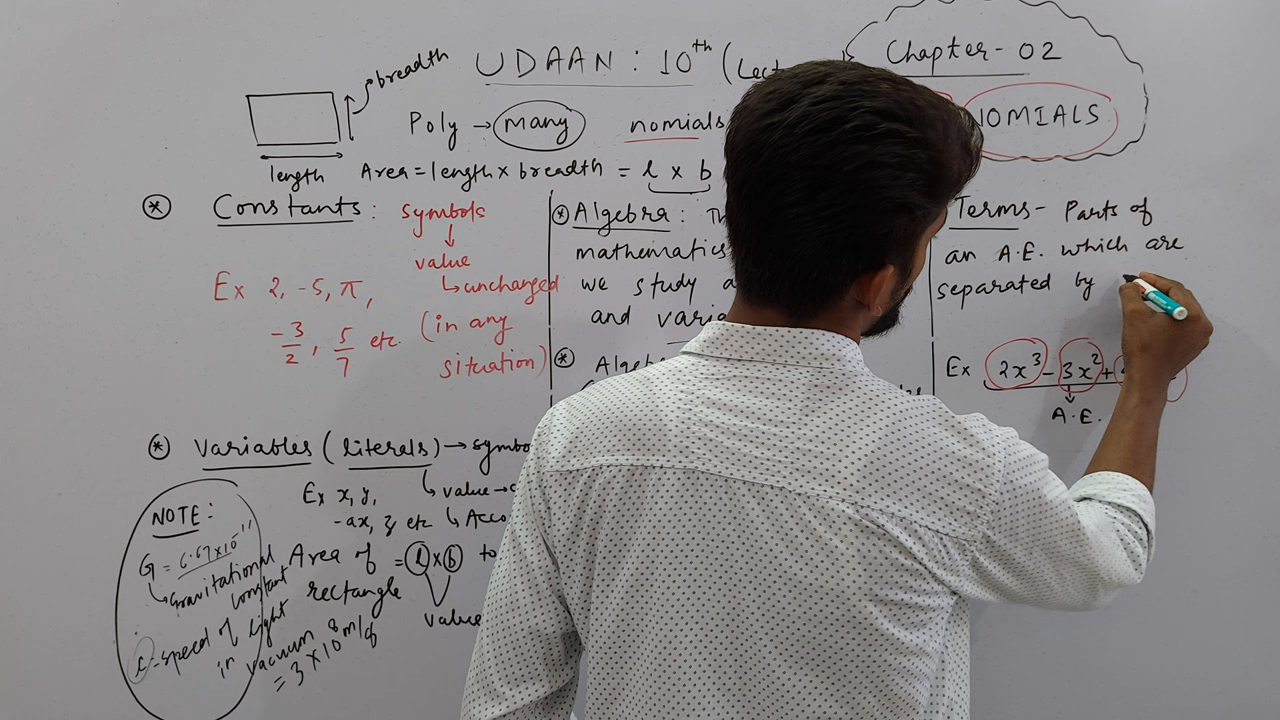 breadth
UDAAN : 10th (Lect
Chapter - 02
Poly → many nomials
NOMIALS
length
Area = length × breadth = l × b
* Constants : symbols
↓
value
↳ unchanged
(in any
situation)
Ex 2, -5, π,
-3/2, 5/7 etc.
* Variables (literals) → symbo
↳ value →
Ex x, y,
-ax, z etc ↳ Acco
NOTE :
G = 6.67×10^-11
↳ Gravitational
constant
c - speed of light
in vacuum
= 3 × 10^8 m/s
Area of
rectangle = l × b to
value
* Algebra : Th
mathematics
we study a
and varia
* Algeb
Terms - Parts of
an A.E. which are
separated by
Ex 2x³ - 3x² +
↓
A.E.